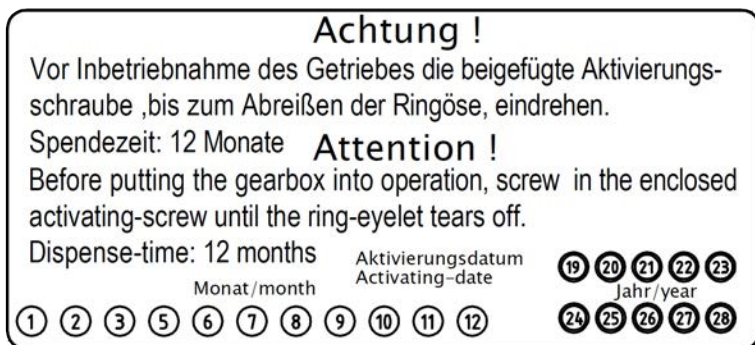 Achtung !
Vor Inbetriebnahme des Getriebes die beigefügte Aktivierungs-
schraube ,bis zum Abreißen der Ringöse, eindrehen.
Spendezeit: 12 Monate
Attention !
Before putting the gearbox into operation, screw in the enclosed
activating-screw until the ring-eyelet tears off.
Dispense-time: 12 months
Aktivierungsdatum
Activating-date
Monat/month
1 2 3 5 6 7 8 9 10 11 12
19 20 21 22 23
Jahr/year
24 25 26 27 28